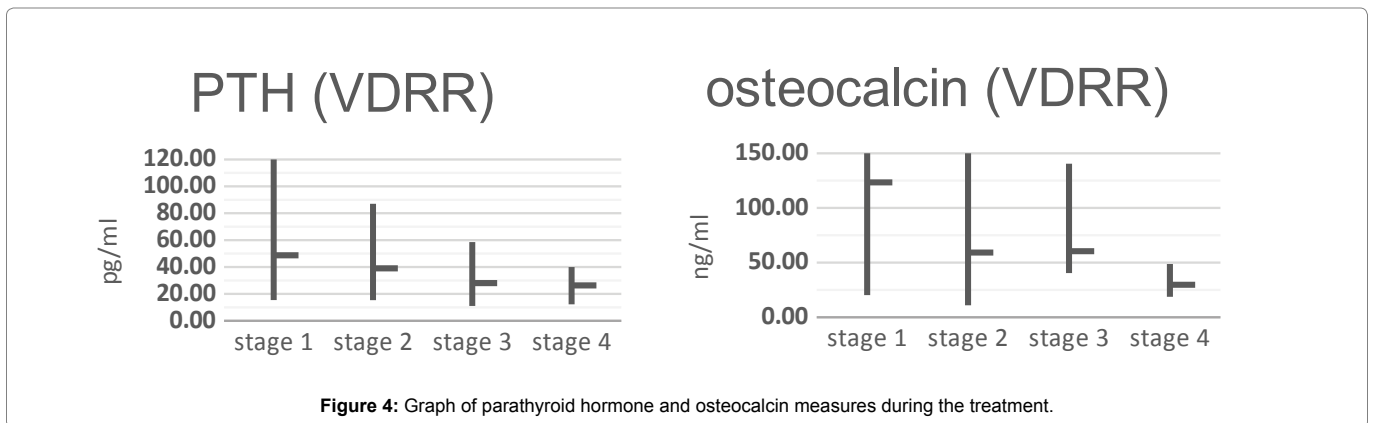 PTH (VDRR)
120.00
100.00
80.00
60.00
40.00
20.00
0.00
pg/ml
stage 1 stage 2 stage 3 stage 4
osteocalcin (VDRR)
150.00
100.00
50.00
0.00
ng/ml
stage 1 stage 2 stage 3 stage 4
Figure 4: Graph of parathyroid hormone and osteocalcin measures during the treatment.